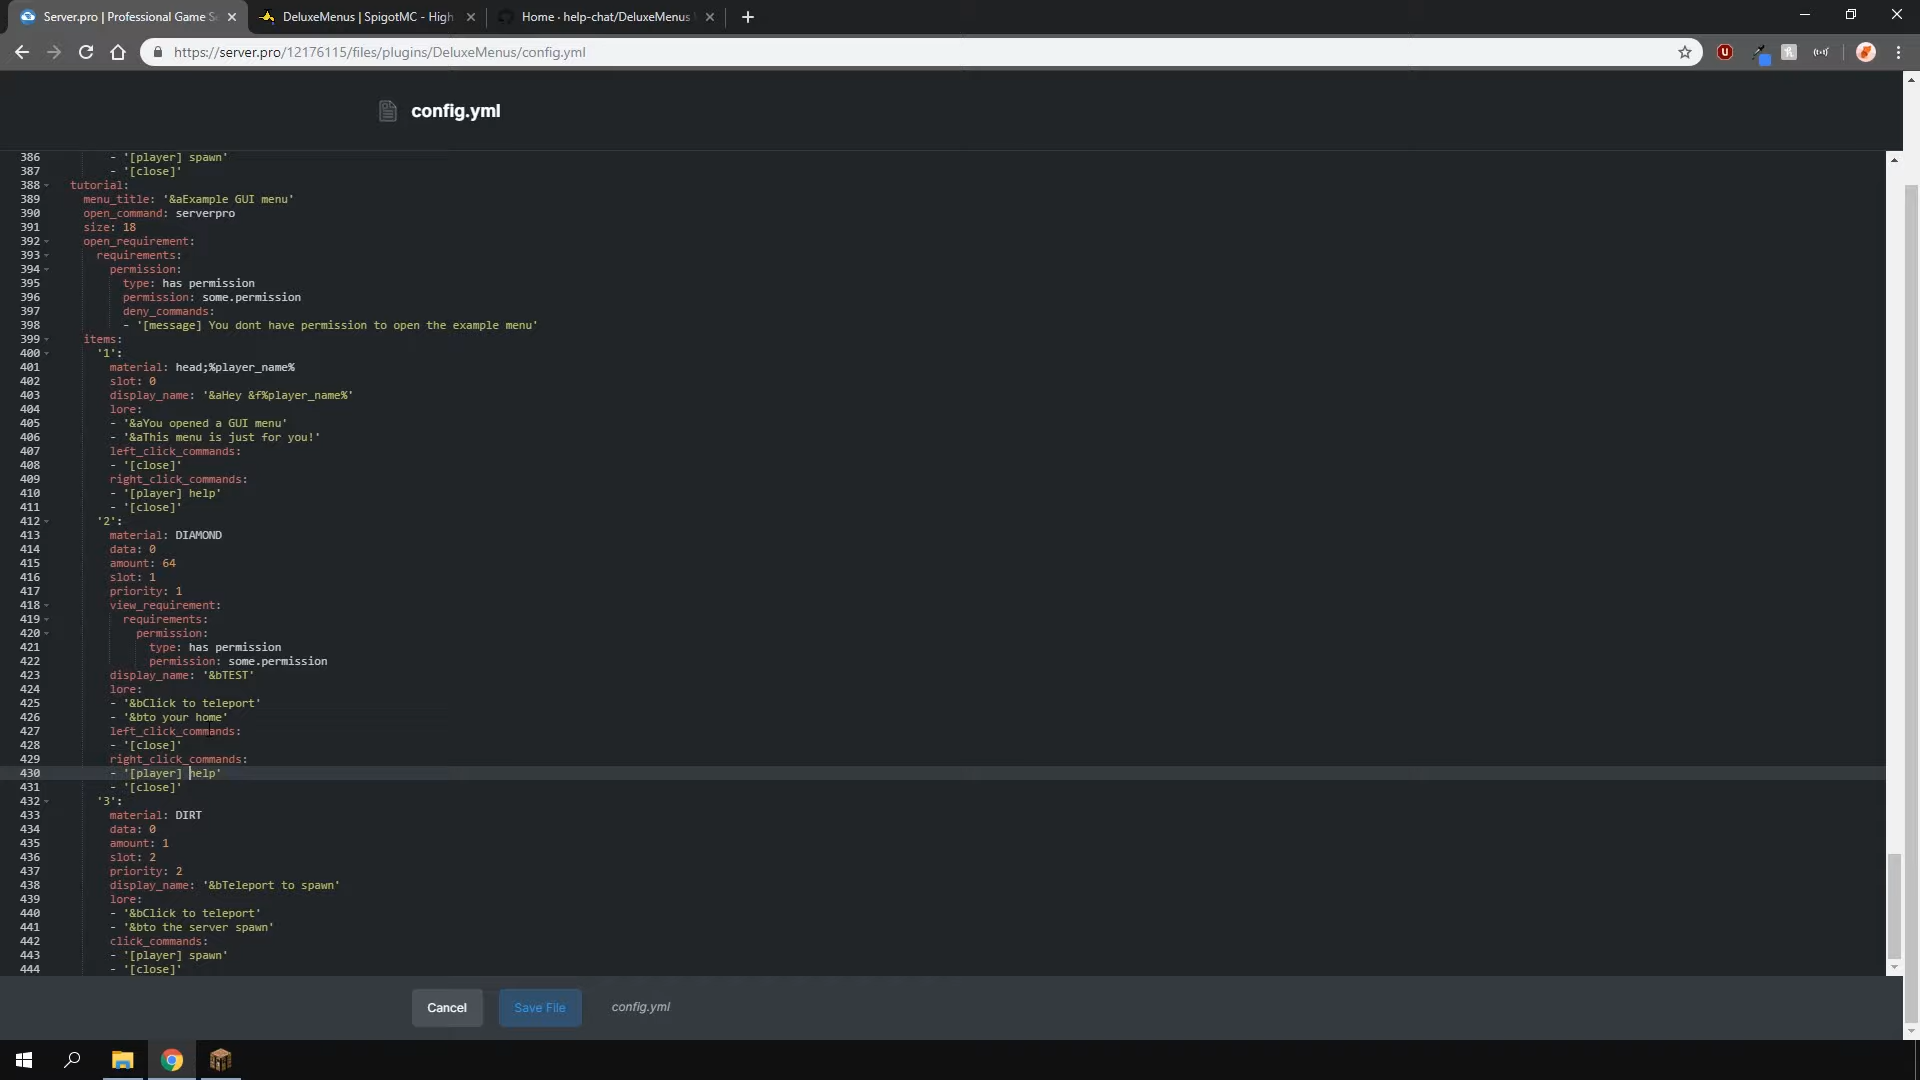 Server.pro | Professional Game S
DeluxeMenus | SpigotMC - High
Home · help-chat/DeluxeMenus
https://server.pro/12176115/files/plugins/DeluxeMenus/config.yml
config.yml
386 - '[player] spawn'
387 - '[close]'
388 tutorial:
389 menu_title: '&aExample GUI menu'
390 open_command: serverpro
391 size: 18
392 open_requirement:
393 requirements:
394 permission:
395 type: has permission
396 permission: some.permission
397 deny_commands:
398 - '[message] You dont have permission to open the example menu'
399 items:
400 '1':
401 material: head;%player_name%
402 slot: 0
403 display_name: '&aHey &f%player_name%'
404 lore:
405 - '&aYou opened a GUI menu'
406 - '&aThis menu is just for you!'
407 left_click_commands:
408 - '[close]'
409 right_click_commands:
410 - '[player] help'
411 - '[close]'
412 '2':
413 material: DIAMOND
414 data: 0
415 amount: 64
416 slot: 1
417 priority: 1
418 view_requirement:
419 requirements:
420 permission:
421 type: has permission
422 permission: some.permission
423 display_name: '&bTEST'
424 lore:
425 - '&bClick to teleport'
426 - '&bto your home'
427 left_click_commands:
428 - '[close]'
429 right_click_commands:
430 - '[player] help'
431 - '[close]'
432 '3':
433 material: DIRT
434 data: 0
435 amount: 1
436 slot: 2
437 priority: 2
438 display_name: '&bTeleport to spawn'
439 lore:
440 - '&bClick to teleport'
441 - '&bto the server spawn'
442 click_commands:
443 - '[player] spawn'
444 - '[close]'
Cancel
Save File
config.yml